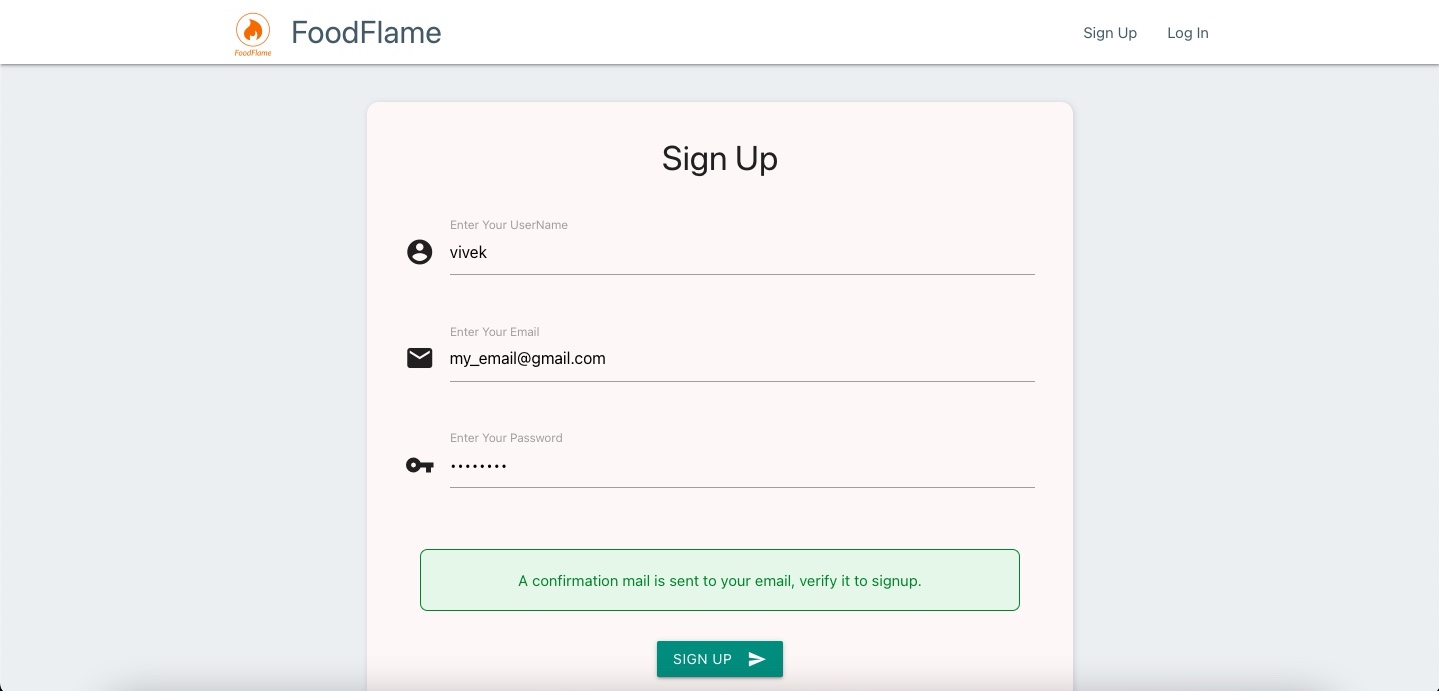 FoodFlame
FoodFlame
Sign Up
Log In
Sign Up
Enter Your UserName
vivek
Enter Your Email
my_email@gmail.com
Enter Your Password
••••••••
A confirmation mail is sent to your email, verify it to signup.
SIGN UP